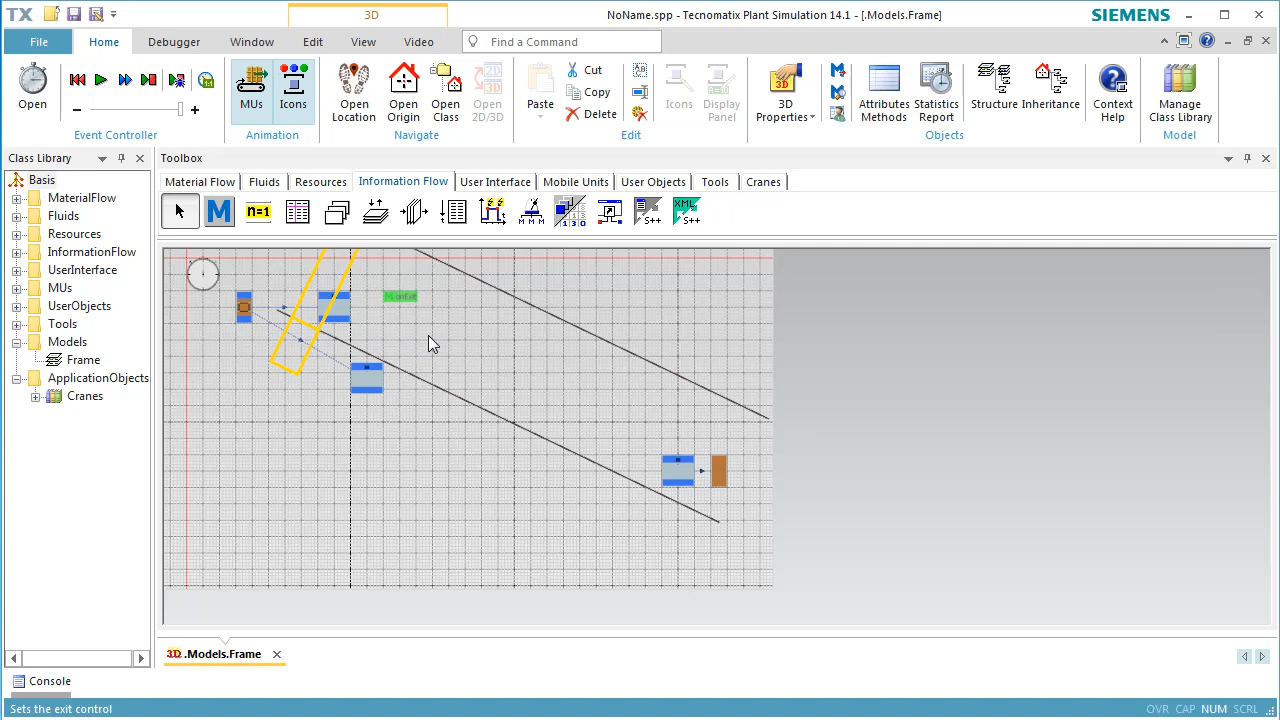 TX
3D
NoName.spp - Tecnomatix Plant Simulation 14.1 - [.Models.Frame]
SIEMENS
File
Home
Debugger
Window
Edit
View
Video
Find a Command
Open
Event Controller
MUs
Icons
Animation
Open Location
Open Origin
Open Class
Open 2D/3D
Navigate
Paste
Cut
Copy
Delete
Edit
Icons
Display Panel
3D Properties
Attributes Methods
Statistics Report
Structure
Inheritance
Objects
Context Help
Manage Class Library
Model
Class Library
Toolbox
Basis
MaterialFlow
Fluids
Resources
InformationFlow
UserInterface
MUs
UserObjects
Tools
Models
Frame
ApplicationObjects
Cranes
Material Flow
Fluids
Resources
Information Flow
User Interface
Mobile Units
User Objects
Tools
Cranes
M
n=1
S++
XML
S++
M.onExit
3D .Models.Frame
Console
Sets the exit control
OVR CAP NUM SCRL